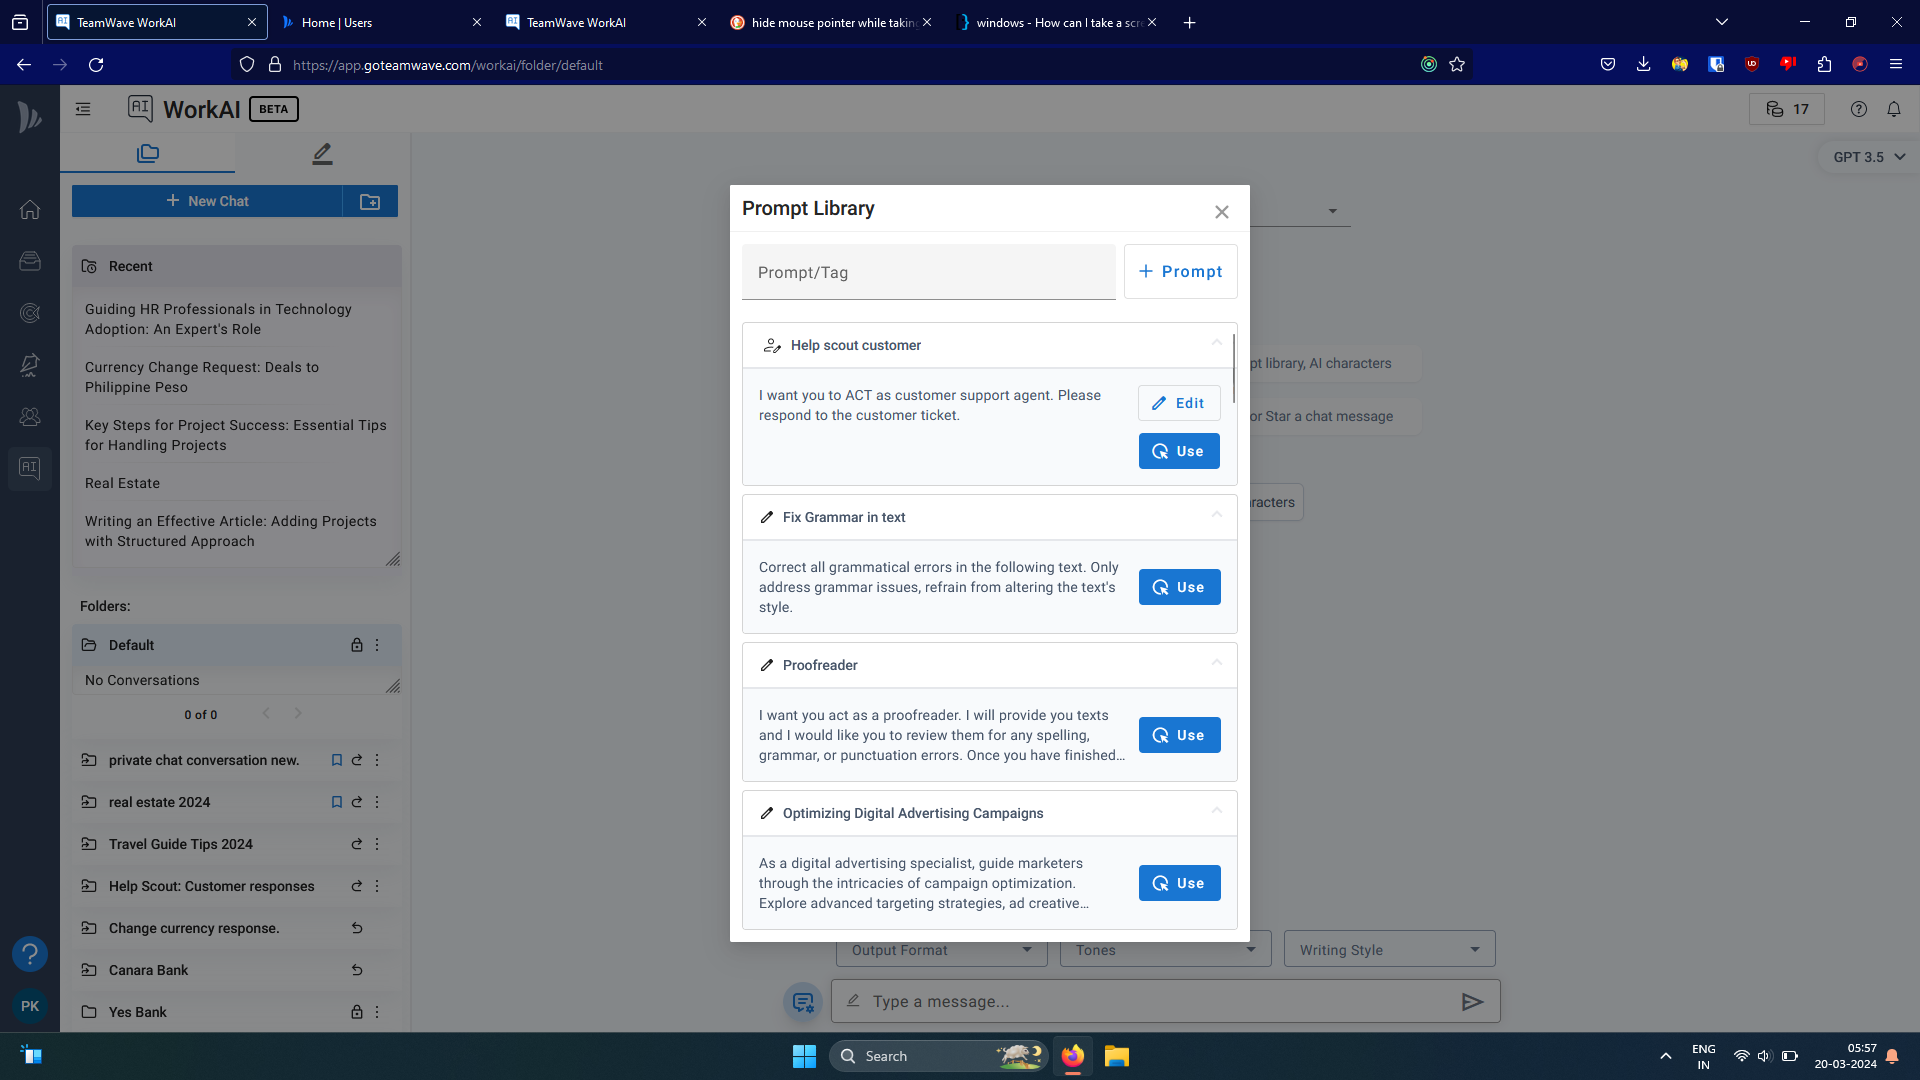 TeamWave WorkAI
Home | Users
TeamWave WorkAI
hide mouse pointer while taking
windows - How can I take a scre
https://app.goteamwave.com/workai/folder/default
WorkAI BETA
17
GPT 3.5
New Chat
Recent
Guiding HR Professionals in Technology
Adoption: An Expert's Role
Currency Change Request: Deals to
Philippine Peso
Key Steps for Project Success: Essential Tips
for Handling Projects
Real Estate
Writing an Effective Article: Adding Projects
with Structured Approach
Folders:
Default
No Conversations
0 of 0
private chat conversation new.
real estate 2024
Travel Guide Tips 2024
Help Scout: Customer responses
Change currency response.
Canara Bank
Yes Bank
PK
Prompt Library
Prompt/Tag
+ Prompt
Help scout customer
I want you to ACT as customer support agent. Please
respond to the customer ticket.
Edit
Use
Fix Grammar in text
Correct all grammatical errors in the following text. Only
address grammar issues, refrain from altering the text's
style.
Use
Proofreader
I want you act as a proofreader. I will provide you texts
and I would like you to review them for any spelling,
grammar, or punctuation errors. Once you have finished...
Use
Optimizing Digital Advertising Campaigns
As a digital advertising specialist, guide marketers
through the intricacies of campaign optimization.
Explore advanced targeting strategies, ad creative...
Use
pt library, AI characters
or Star a chat message
racters
Output Format
Tones
Writing Style
Type a message...
Search
ENG
IN
05:57
20-03-2024